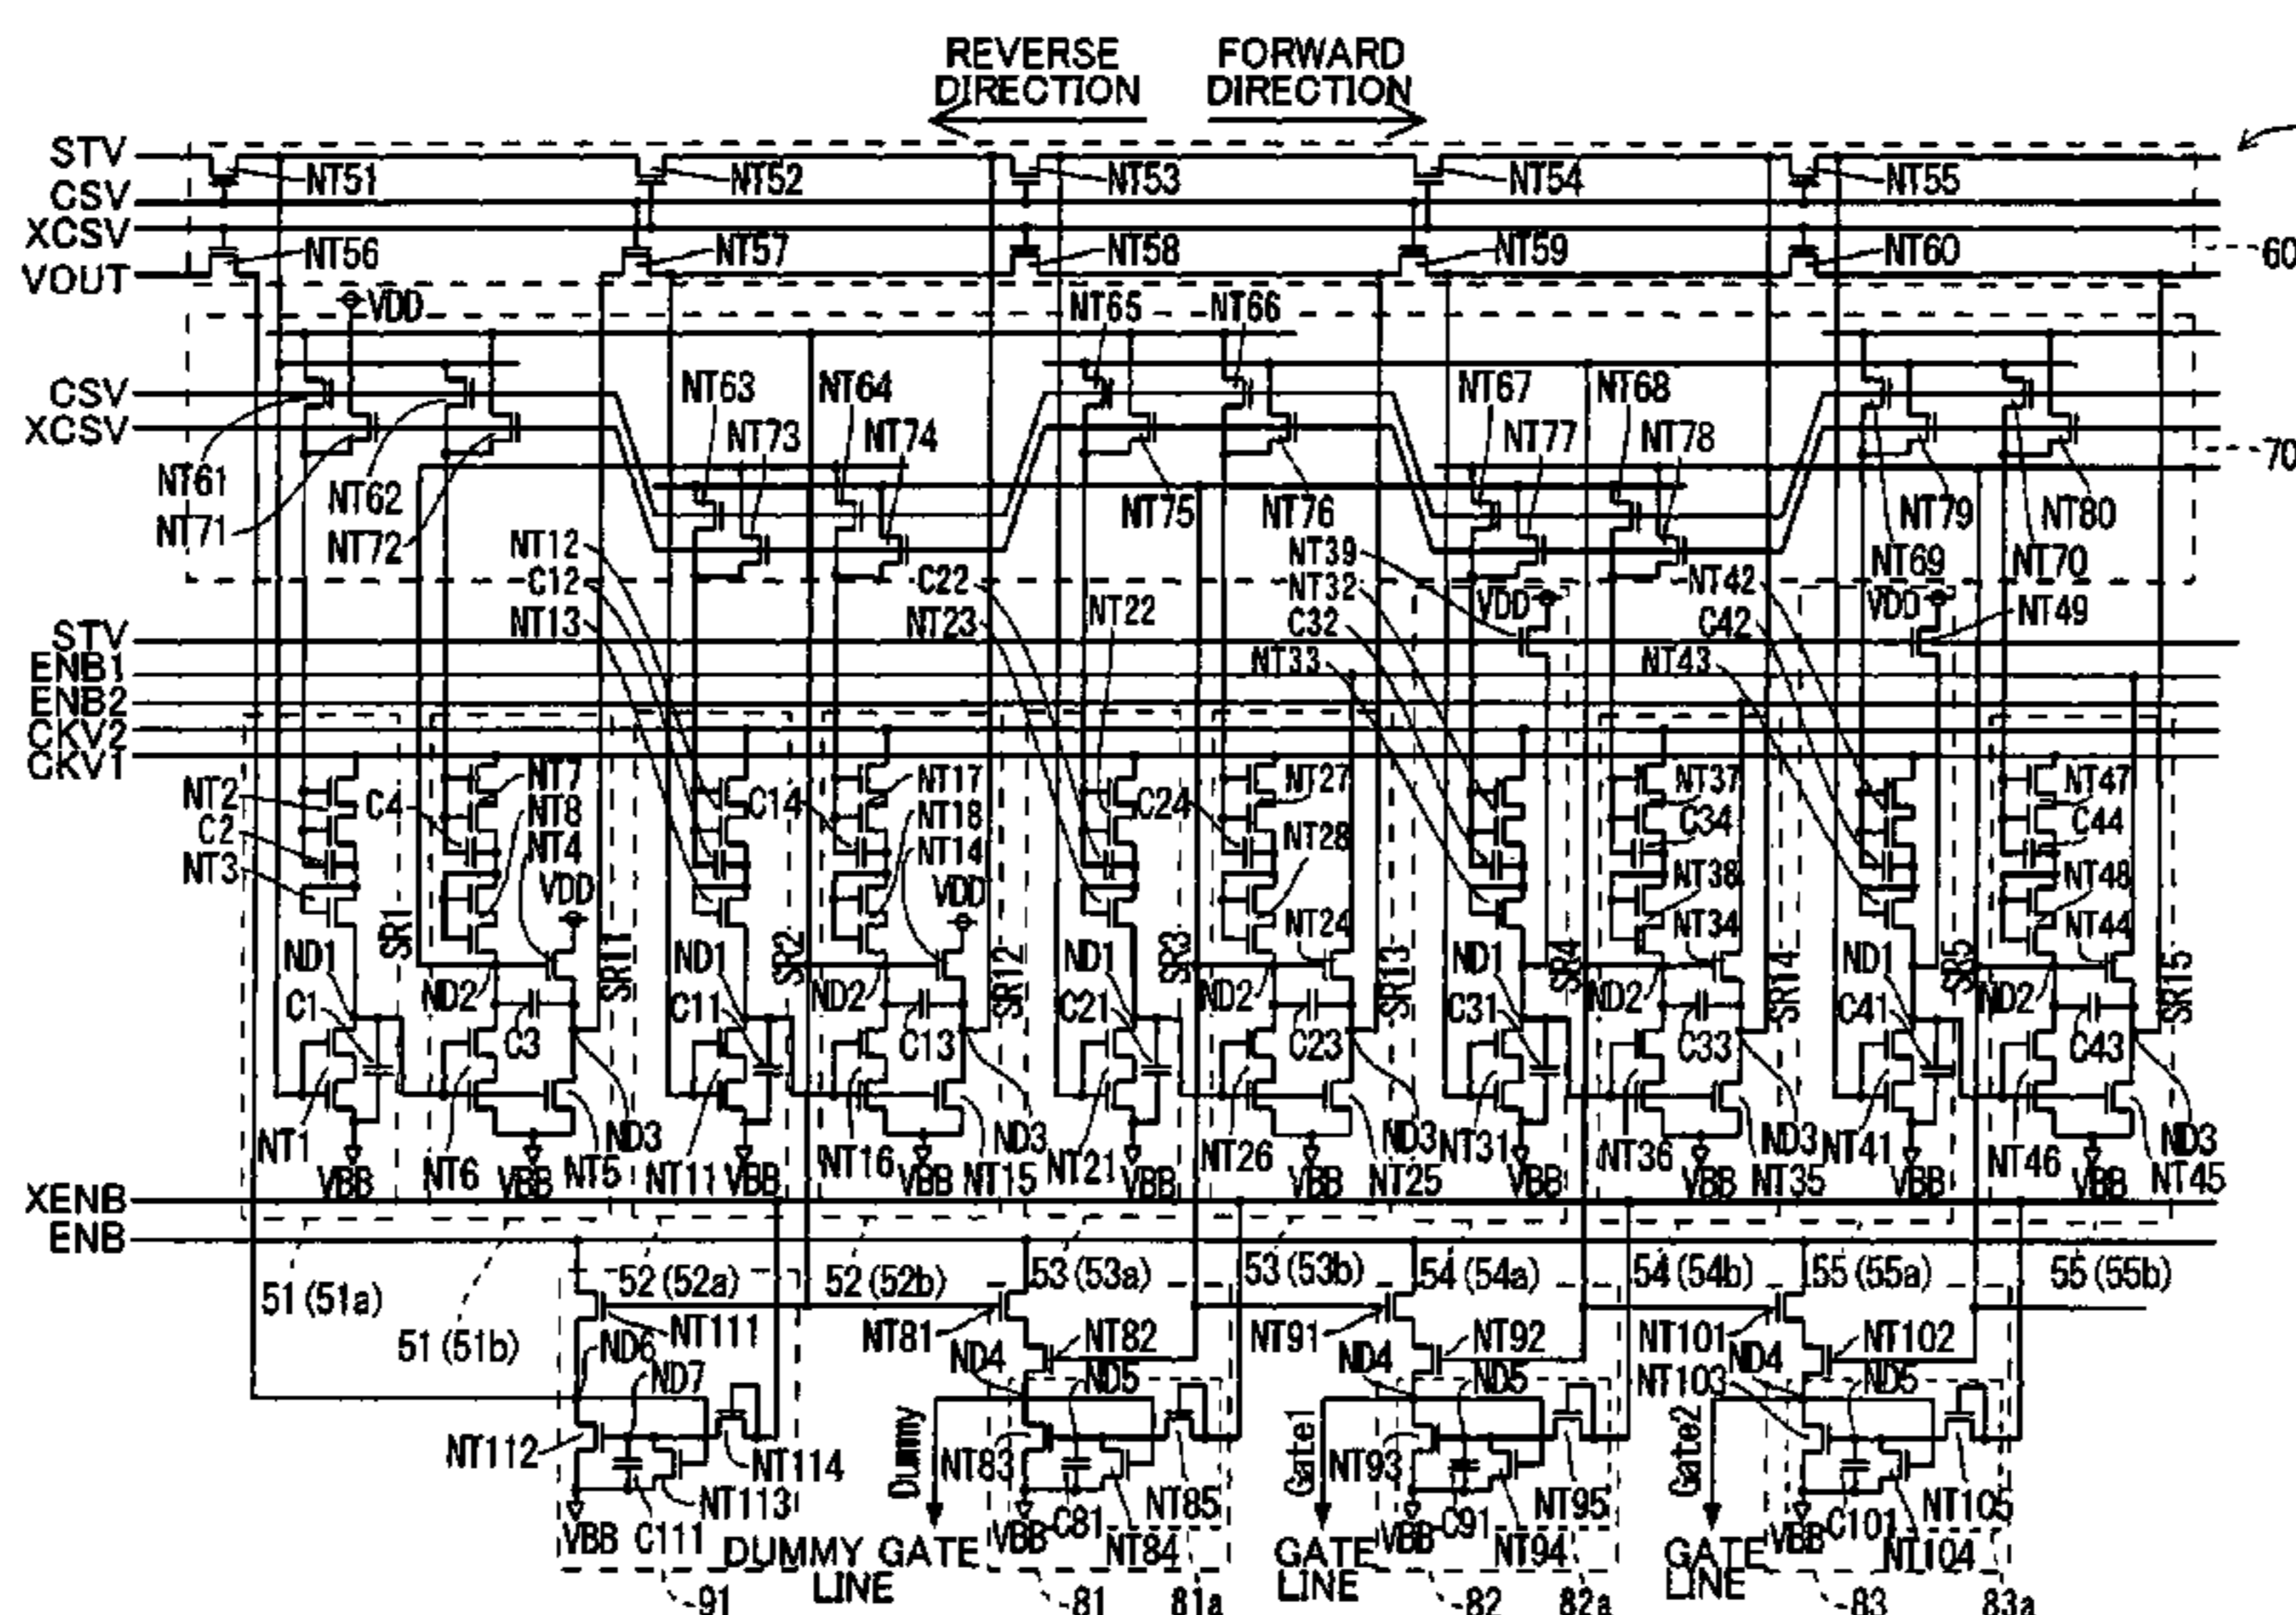 REVERSE DIRECTION
FORWARD DIRECTION
STV
NT51
NT52
NT53
NT54
NT55
CSV
XCSV
NT56
NT57
NT58
NT59
NT60
60
VOUT
VDD
NT65
NT66
CSV
NT63
NT64
NT67
NT68
XCSV
NT73
NT74
NT77
NT78
70
NT61
NT62
NT75
NT76
NT79
NT80
NT71
NT72
NT12
NT39
NT69
NT70
C12
C22
NT32
NT42
NT13
NT23
NT22
C32
VDD
C42
VDD
NT49
STV
ENB1
NT33
NT43
ENB2
CKV2
CKV1
NT2
C4
NT7
C14
NT17
C24
NT27
NT37
NT47
C2
NT8
NT18
NT28
C34
C44
NT3
NT4
NT14
NT38
NT48
VDD
VDD
NT24
NT34
NT44
SR1
SR11
SR2
SR12
SR3
SR13
SR4
SR14
SR5
SR15
ND1
ND2
ND1
ND2
ND1
ND2
ND1
ND2
ND1
ND2
C1
C3
C11
C13
C21
C23
C31
C33
C41
C43
NT1
NT6
ND3
NT5
NT11
NT16
ND3
NT15
NT21
NT26
ND3
NT25
NT31
NT36
ND3
NT35
NT41
NT46
ND3
NT45
VBB
VBB
VBB
VBB
VBB
VBB
VBB
VBB
VBB
VBB
XENB
ENB
51 (51a)
51 (51b)
52 (52a)
52 (52b)
53 (53a)
53 (53b)
54 (54a)
54 (54b)
55 (55a)
55 (55b)
NT111
NT81
NT82
NT91
NT92
NT101
NT102
ND6
ND7
ND4
ND5
ND4
ND5
ND4
ND5
NT103
NT112
NT114
NT113
Dummy
NT83
NT85
Gate1
NT93
NT95
Gate2
NT105
VBB
C111
DUMMY GATE LINE
VBB
C81
NT84
GATE LINE
VBB
C91
NT94
GATE LINE
VBB
C101
NT104
91
81
81a
82
82a
83
83a